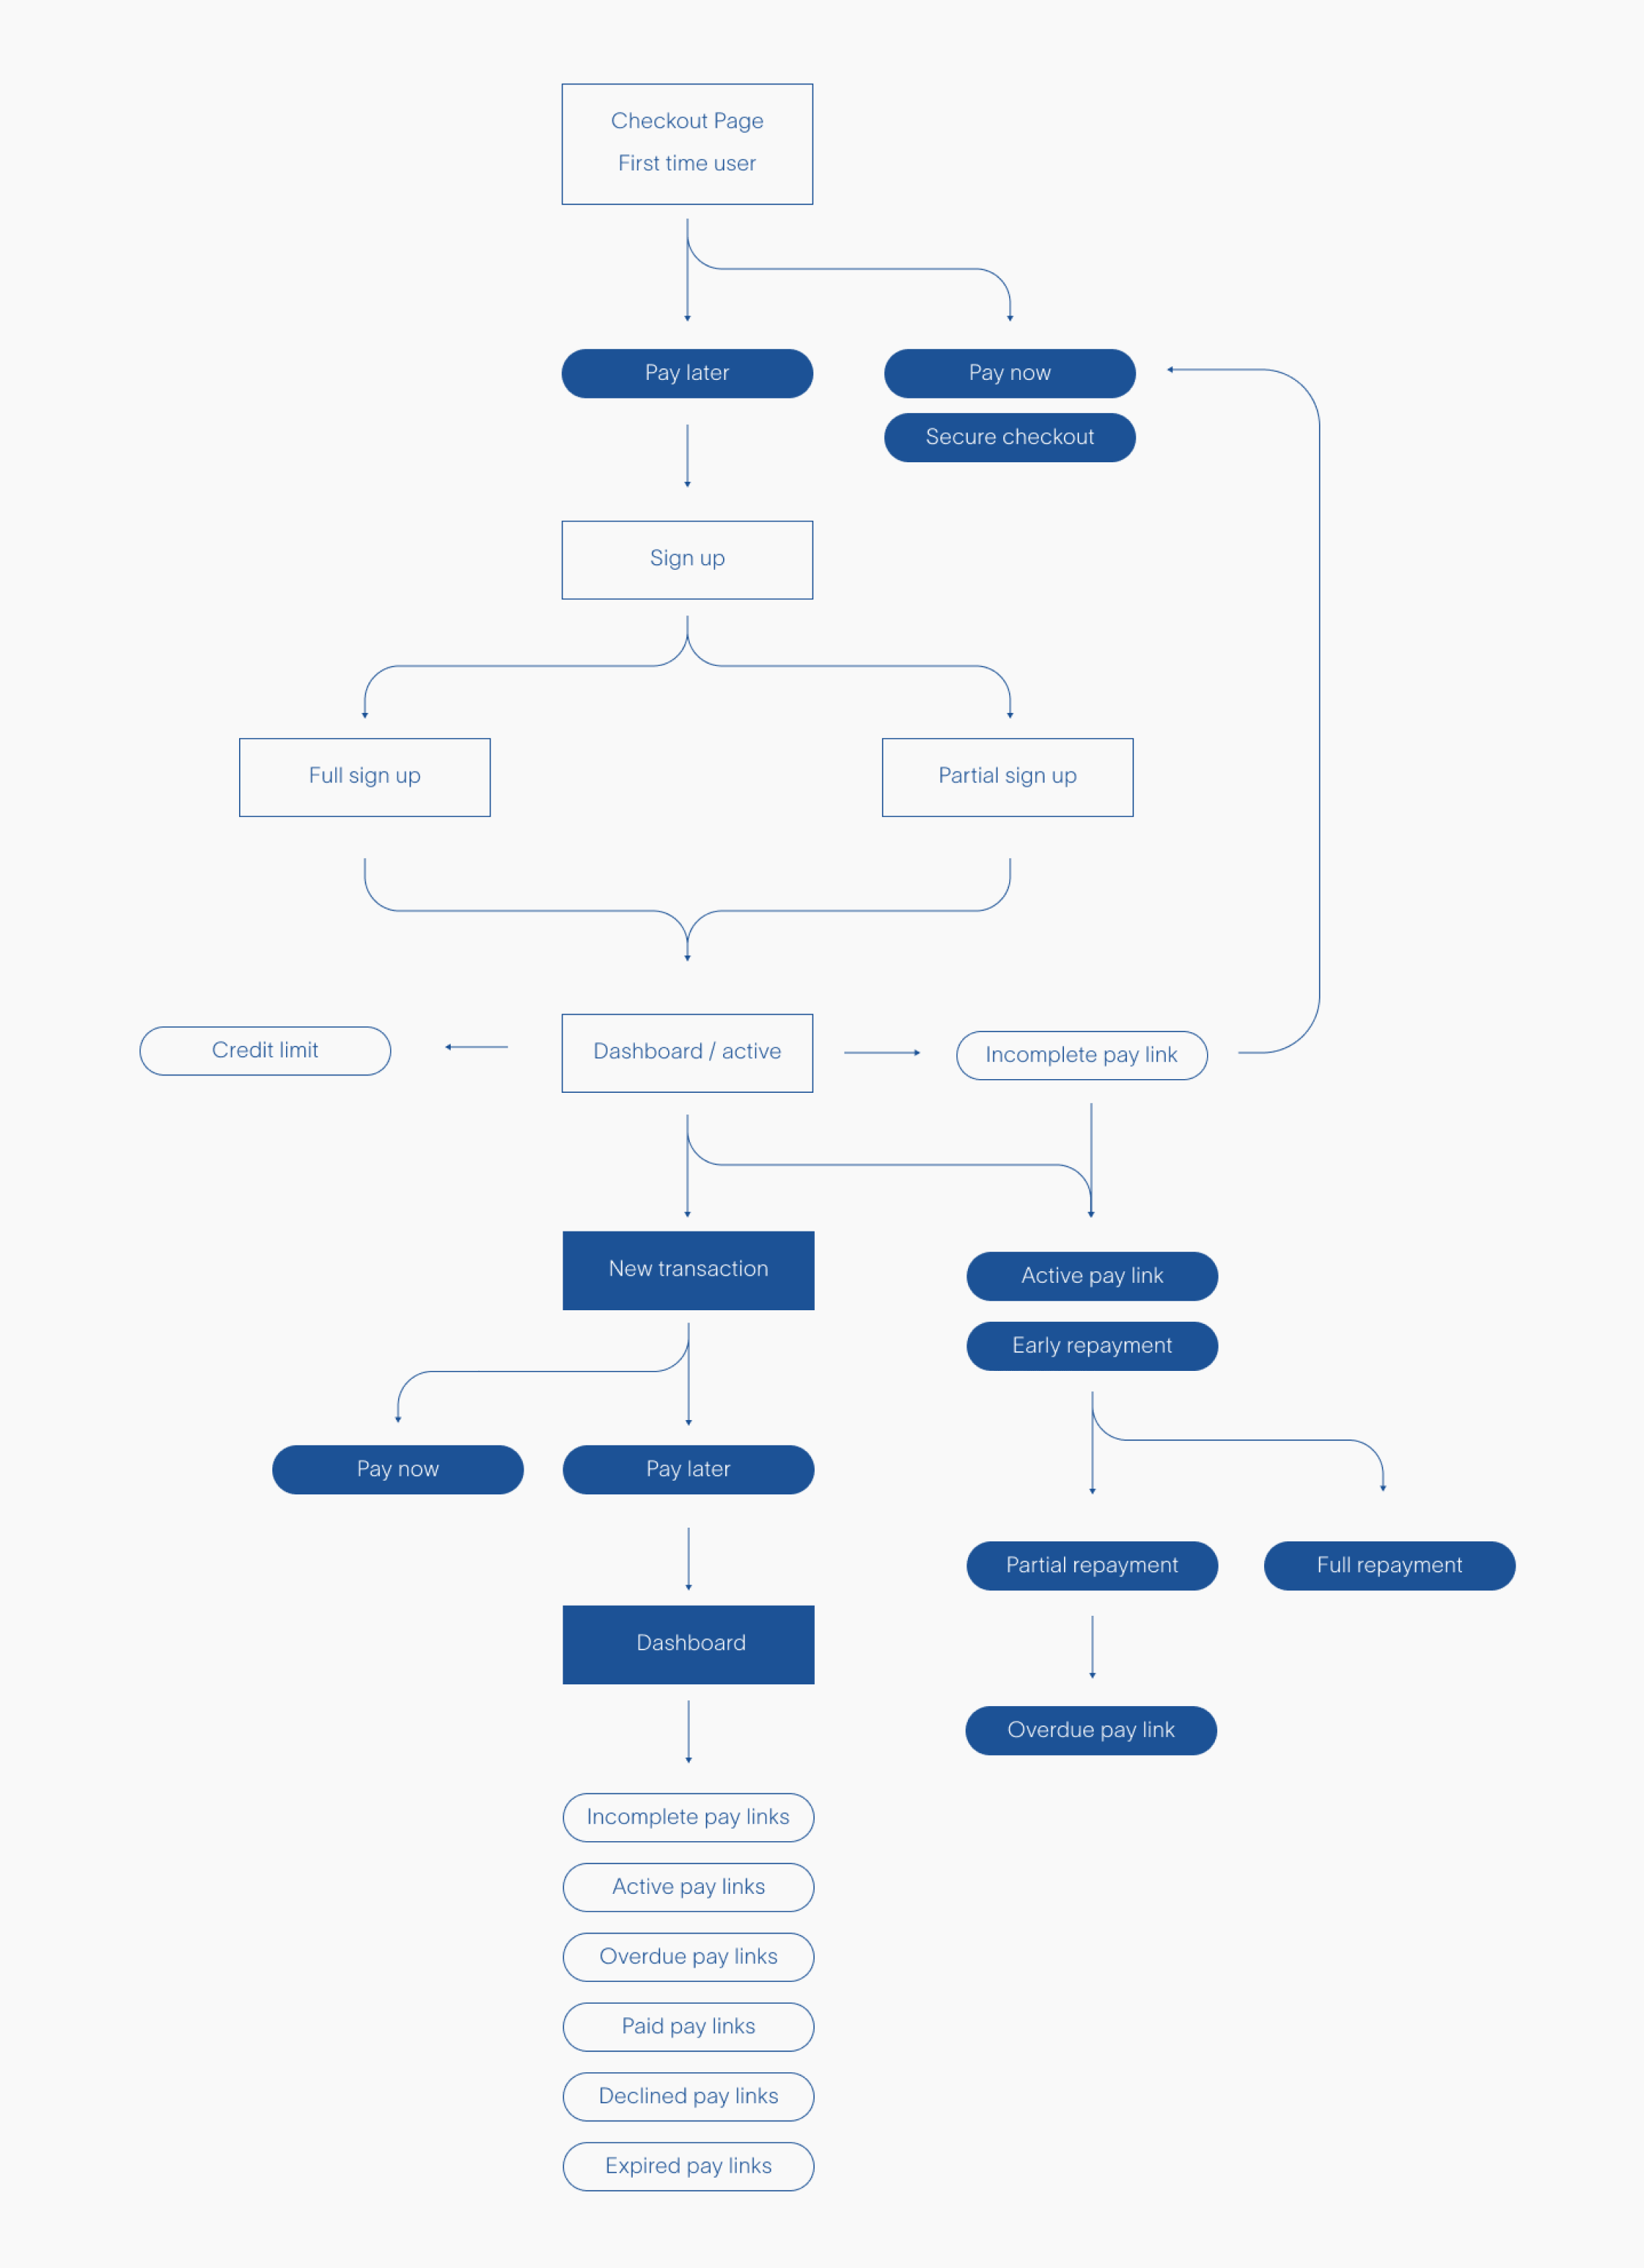 Checkout Page
First time user
Pay later
Pay now
Secure checkout
Sign up
Full sign up
Partial sign up
Credit limit
Dashboard / active
Incomplete pay link
New transaction
Active pay link
Early repayment
Pay now
Pay later
Partial repayment
Full repayment
Dashboard
Overdue pay link
Incomplete pay links
Active pay links
Overdue pay links
Paid pay links
Declined pay links
Expired pay links